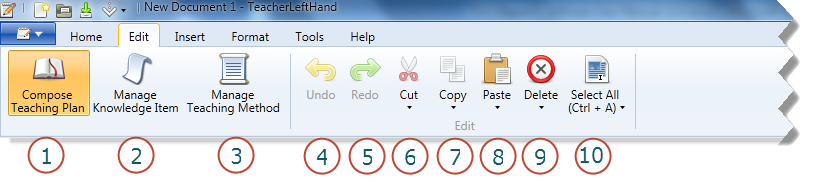 New Document 1 - TeacherLeftHand
Home Edit Insert Format Tools Help
Compose Teaching Plan
Manage Knowledge Item
Manage Teaching Method
Undo
Redo
Cut
Copy
Paste
Delete
Select All (Ctrl + A)
Edit
1 2 3 4 5 6 7 8 9 10